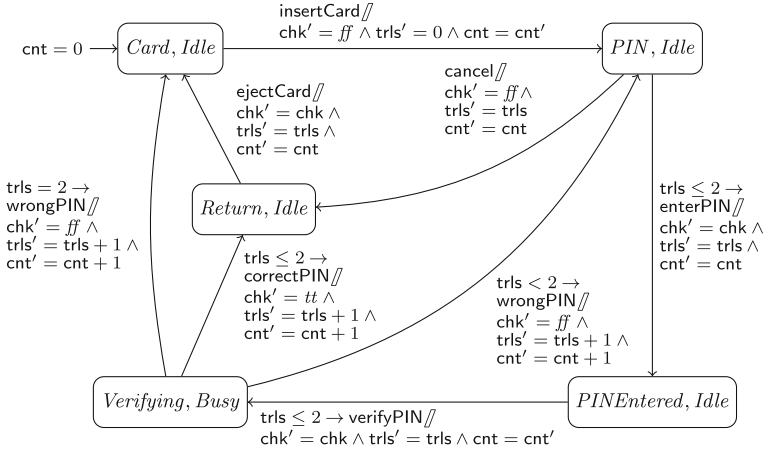 insertCard⫽
chk′ = ff ∧ trls′ = 0 ∧ cnt = cnt′
cnt = 0
Card, Idle
PIN, Idle
cancel⫽
chk′ = ff ∧
trls′ = trls
cnt′ = cnt
ejectCard⫽
chk′ = chk ∧
trls′ = trls ∧
cnt′ = cnt
trls = 2 →
wrongPIN⫽
chk′ = ff ∧
trls′ = trls + 1 ∧
cnt′ = cnt + 1
Return, Idle
trls ≤ 2 →
enterPIN⫽
chk′ = chk ∧
trls′ = trls ∧
cnt′ = cnt
trls ≤ 2 →
correctPIN⫽
chk′ = tt ∧
trls′ = trls + 1 ∧
cnt′ = cnt + 1
trls < 2 →
wrongPIN⫽
chk′ = ff ∧
trls′ = trls + 1 ∧
cnt′ = cnt + 1
Verifying, Busy
PINEntered, Idle
trls ≤ 2 → verifyPIN⫽
chk′ = chk ∧ trls′ = trls ∧ cnt = cnt′